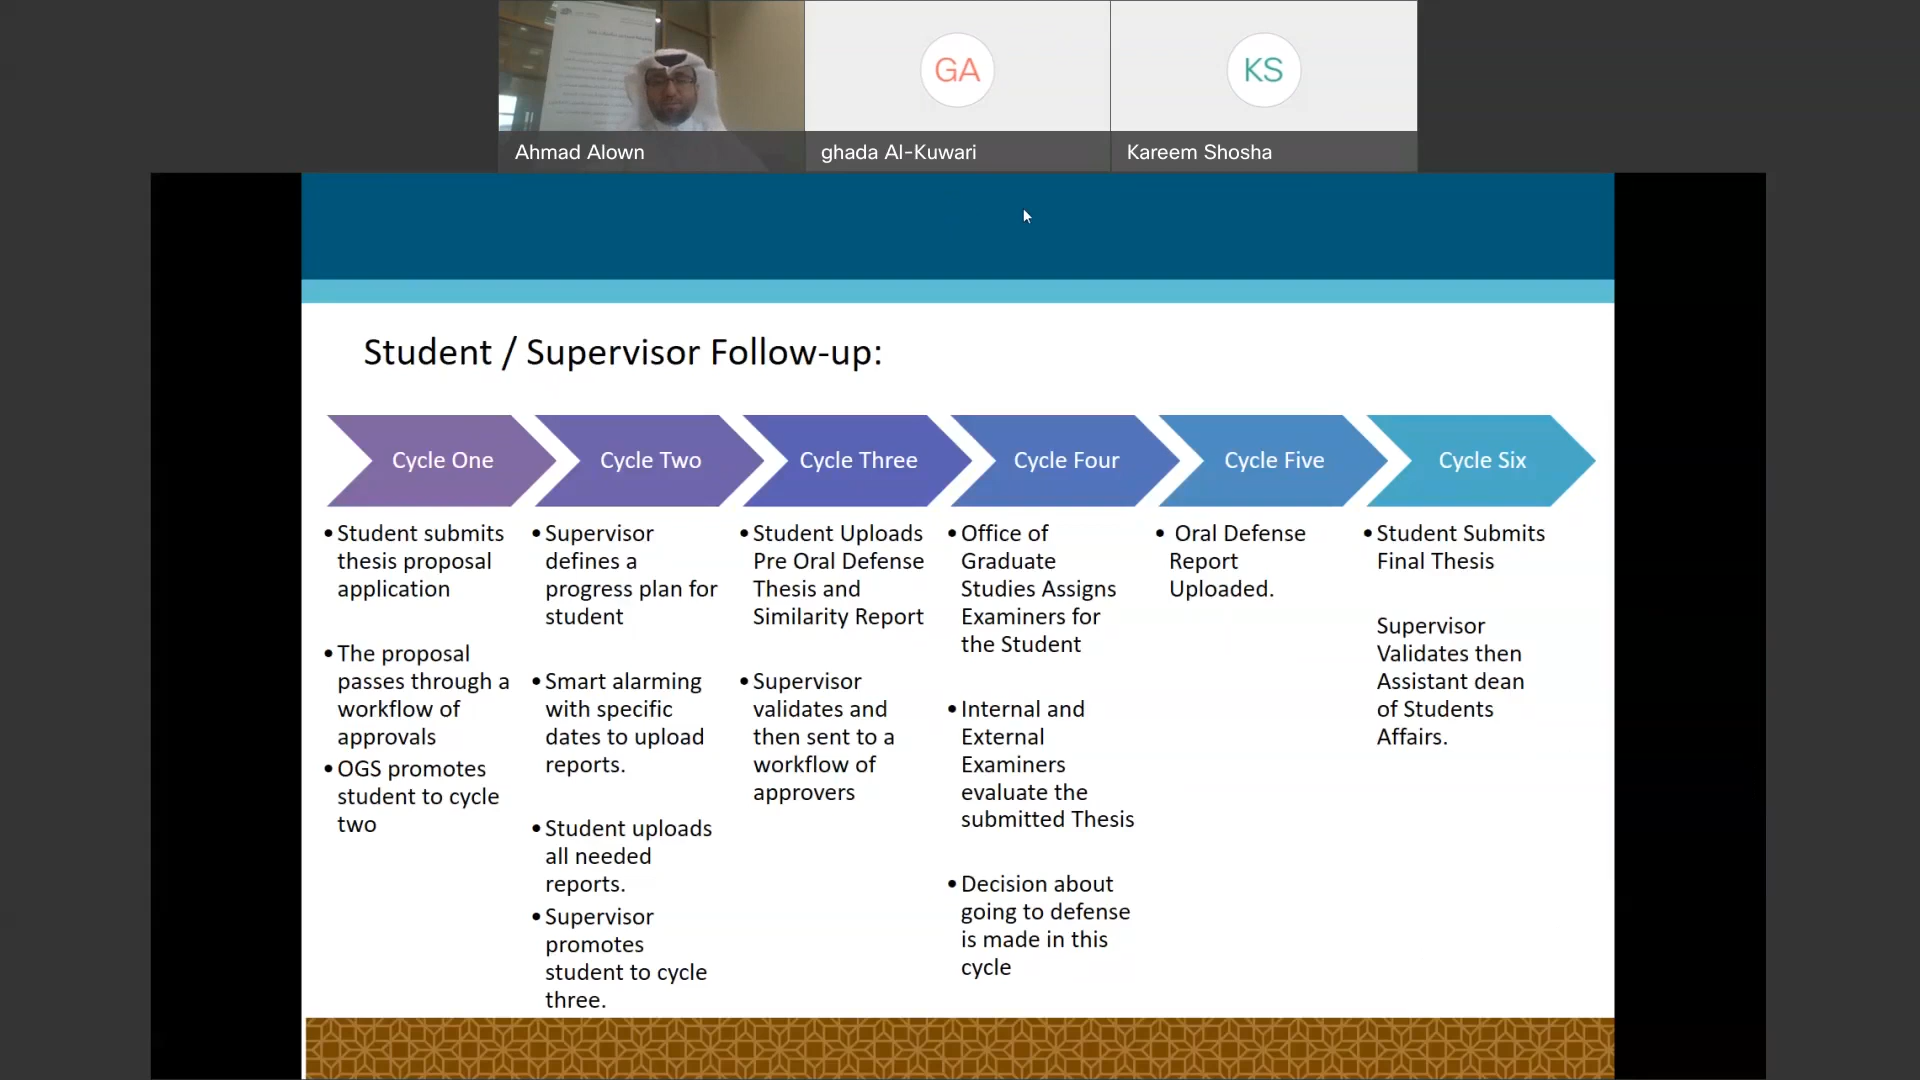 GA
KS
Ahmad Alown
ghada Al-Kuwari
Kareem Shosha
Student / Supervisor Follow-up:
Cycle One
Cycle Two
Cycle Three
Cycle Four
Cycle Five
Cycle Six
•Student submits
thesis proposal
application
•The proposal
passes through a
workflow of
approvals
•OGS promotes
student to cycle
two
•Supervisor
defines a
progress plan for
student
•Smart alarming
with specific
dates to upload
reports.
•Student uploads
all needed
reports.
•Supervisor
promotes
student to cycle
three.
•Student Uploads
Pre Oral Defense
Thesis and
Similarity Report
•Supervisor
validates and
then sent to a
workflow of
approvers
•Office of
Graduate
Studies Assigns
Examiners for
the Student
•Internal and
External
Examiners
evaluate the
submitted Thesis
•Decision about
going to defense
is made in this
cycle
• Oral Defense
Report
Uploaded.
•Student Submits
Final Thesis
Supervisor
Validates then
Assistant dean
of Students
Affairs.